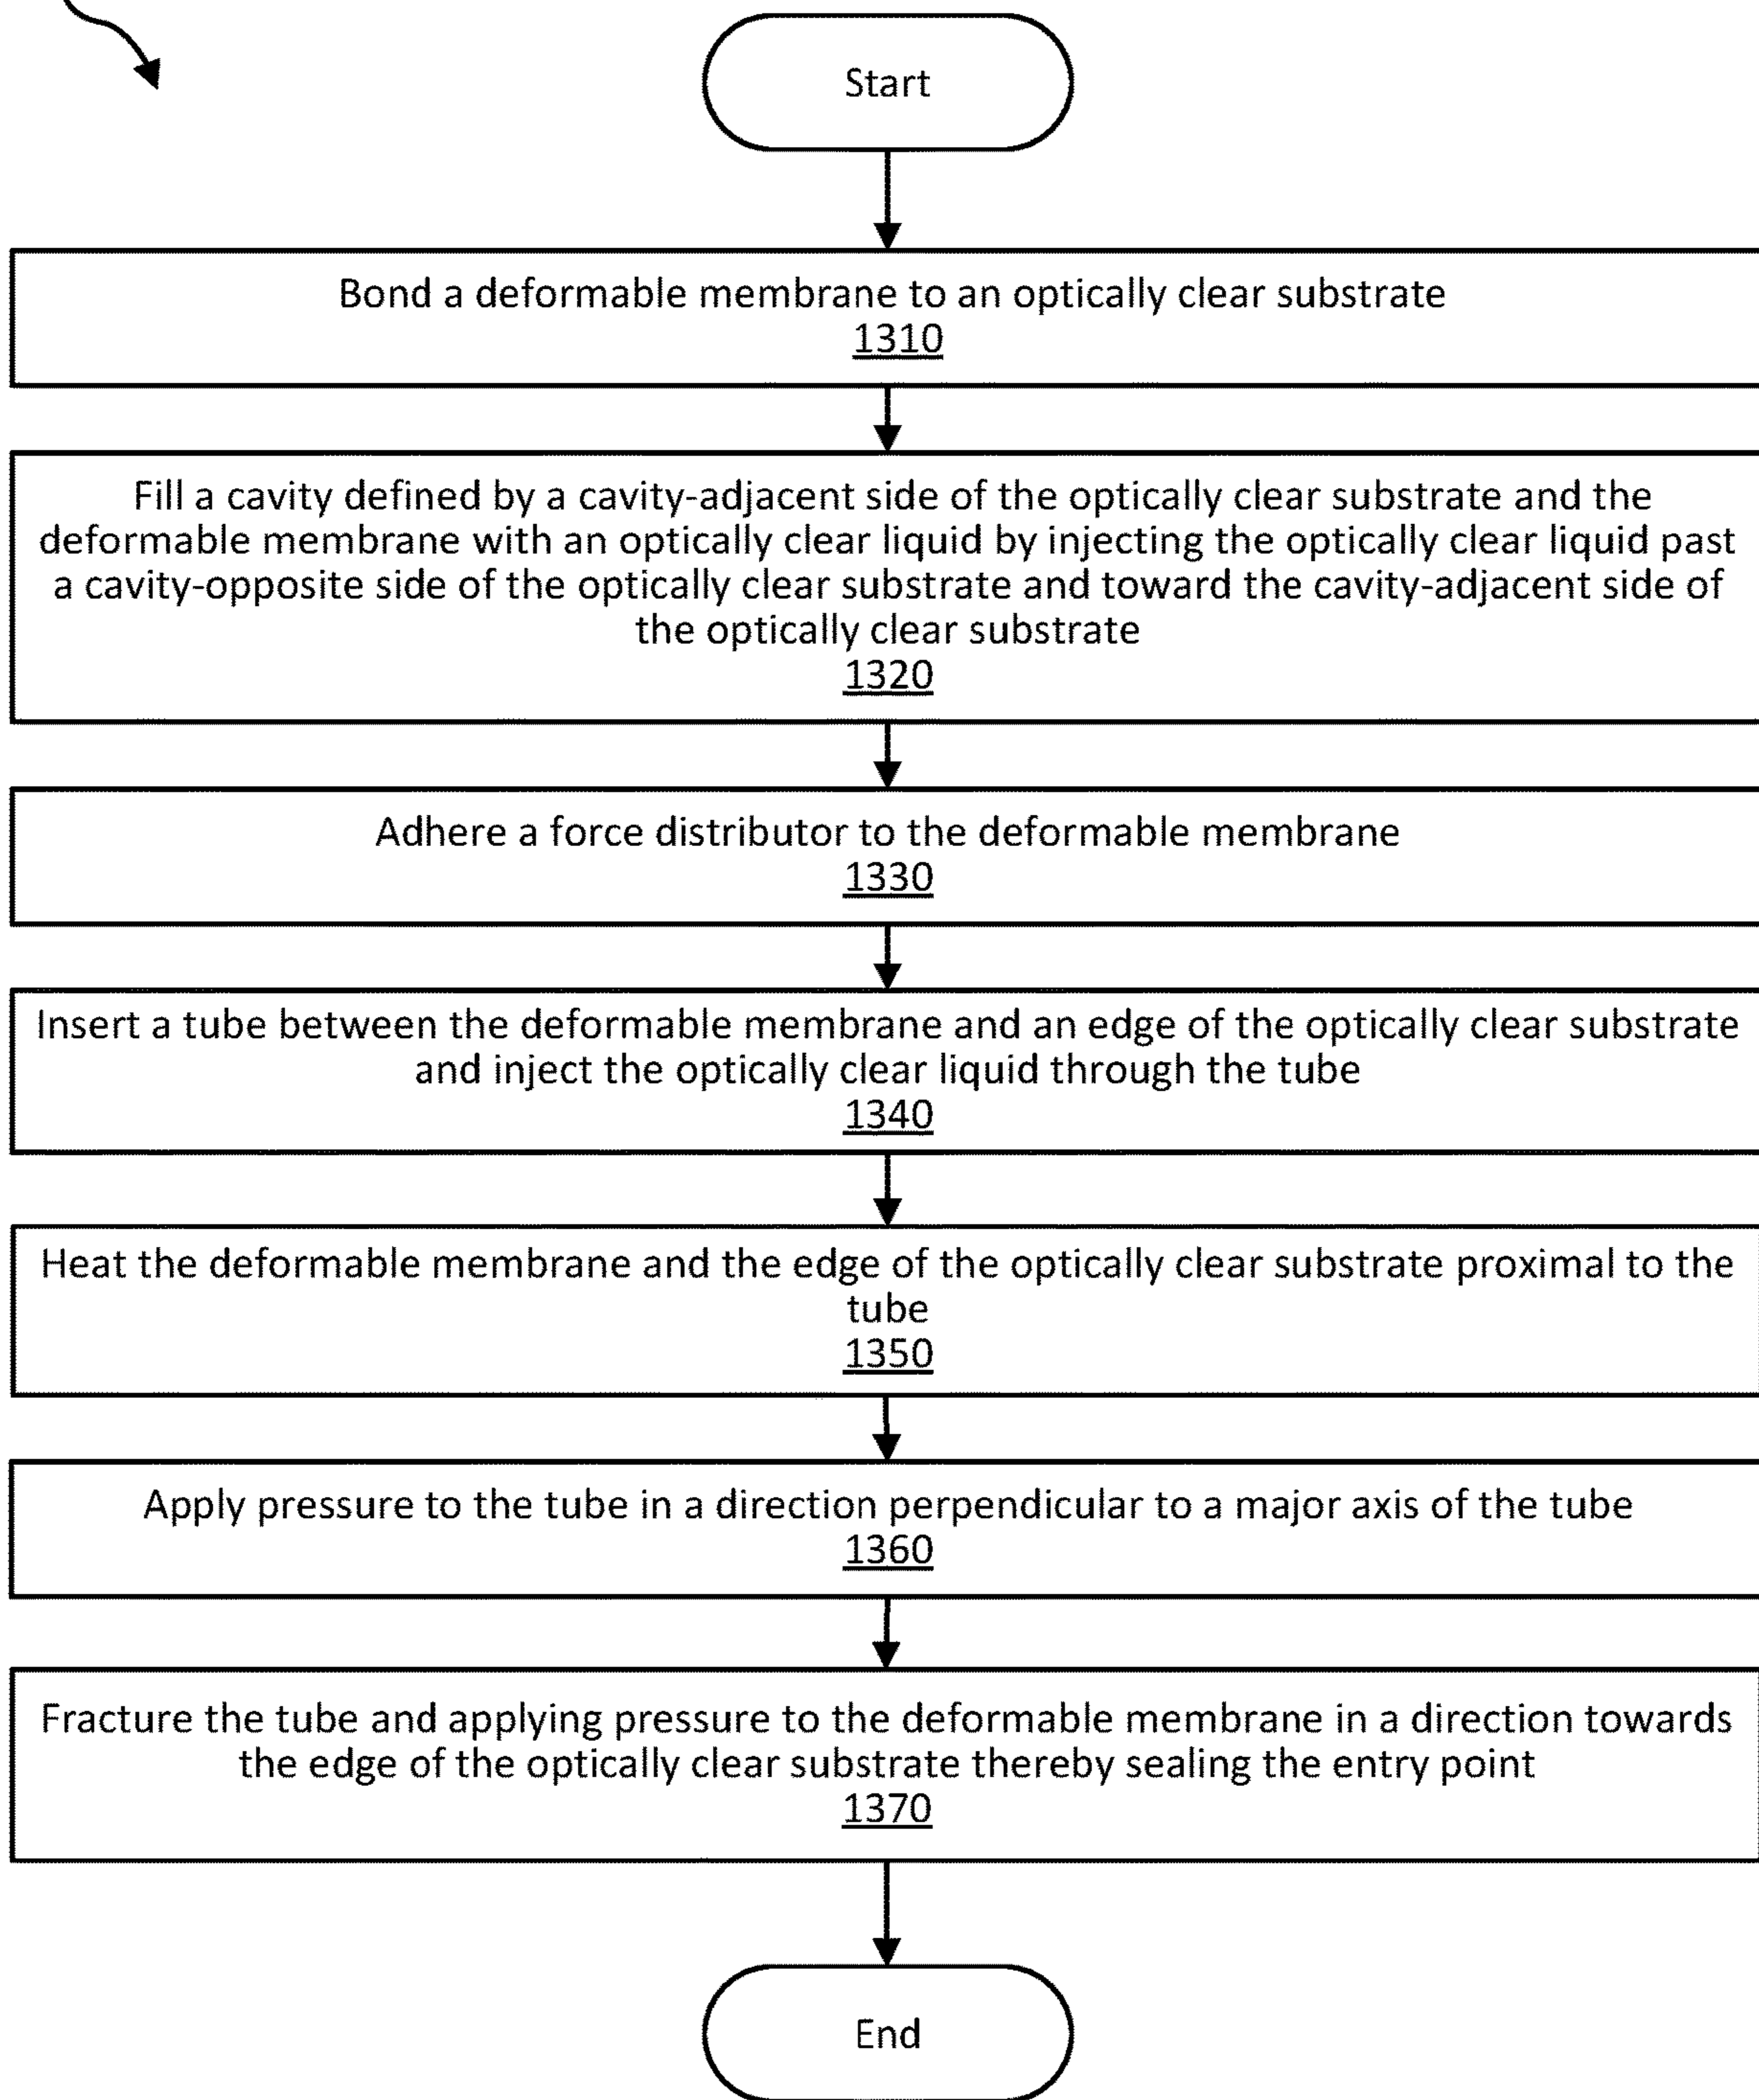 Start
Bond a deformable membrane to an optically clear substrate
1310
Fill a cavity defined by a cavity-adjacent side of the optically clear substrate and the
deformable membrane with an optically clear liquid by injecting the optically clear liquid past
a cavity-opposite side of the optically clear substrate and toward the cavity-adjacent side of
the optically clear substrate
1320
Adhere a force distributor to the deformable membrane
1330
Insert a tube between the deformable membrane and an edge of the optically clear substrate
and inject the optically clear liquid through the tube
1340
Heat the deformable membrane and the edge of the optically clear substrate proximal to the
tube
1350
Apply pressure to the tube in a direction perpendicular to a major axis of the tube
1360
Fracture the tube and applying pressure to the deformable membrane in a direction towards
the edge of the optically clear substrate thereby sealing the entry point
1370
End